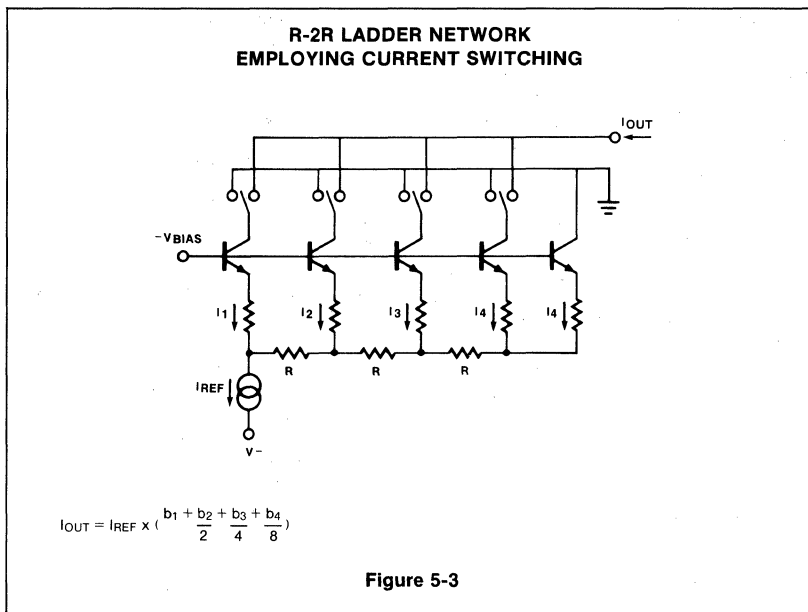 R-2R LADDER NETWORK
EMPLOYING CURRENT SWITCHING
IOUT
-VBIAS
I1
I2
I3
I4
I4
R
R
R
IREF
V-
IOUT = IREF x ( b1 + b2/2 + b3/4 + b4/8 )
Figure 5-3